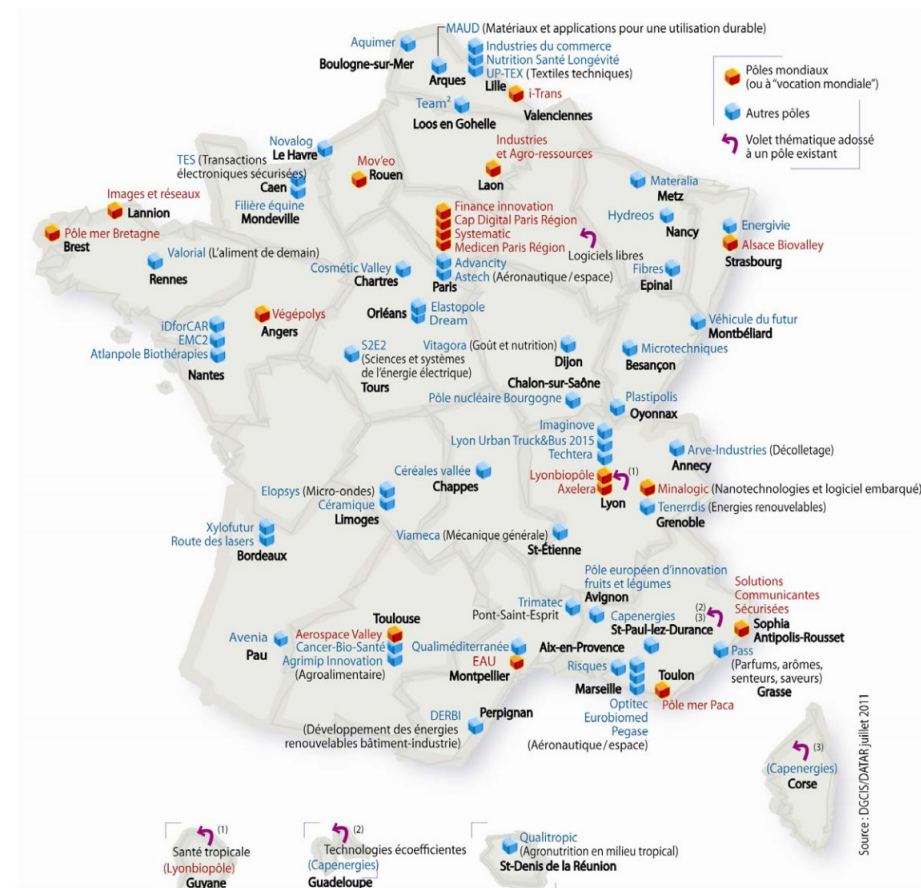 MAUD (Matériaux et applications pour une utilisation durable)
Aquimer
Boulogne-sur-Mer
Arques
Industries du commerce
Nutrition Santé Longévité
UP-TEX (Textiles techniques)
Lille
i-Trans
Valenciennes
Team²
Loos en Gohelle
Pôles mondiaux
(ou à "vocation mondiale")
Autres pôles
Volet thématique adossé
à un pôle existant
Novalog
Le Havre
TES (Transactions
électroniques sécurisées)
Caen
Filière équine
Mondeville
Mov'eo
Rouen
Industries
et Agro-ressources
Laon
Materalia
Metz
Hydreos
Nancy
Energivie
Alsace Biovalley
Strasbourg
Images et réseaux
Lannion
Pôle mer Bretagne
Brest
Valorial (L'aliment de demain)
Rennes
Finance innovation
Cap Digital Paris Région
Systematic
Medicen Paris Région
Logiciels libres
Advancity
Astech (Aéronautique/espace)
Paris
Cosmétic Valley
Chartres
Fibres
Epinal
Végépolys
Angers
Orléans
Elastopole
Dream
iDforCAR
EMC2
Atlanpole Biothérapies
Nantes
S2E2
(Sciences et systèmes
de l'énergie électrique)
Tours
Vitagora (Goût et nutrition)
Dijon
Véhicule du futur
Montbéliard
Microtechniques
Besançon
Chalon-sur-Saône
Pôle nucléaire Bourgogne
Plastipolis
Oyonnax
Imaginove
Lyon Urban Truck&Bus 2015
Techtera
Lyonbiopôle
(1)
Axelera
Lyon
Arve-Industries (Décolletage)
Annecy
Minalogic (Nanotechnologies et logiciel embarqué)
Tenerrdis (Energies renouvelables)
Grenoble
Céréales vallée
Chappes
Elopsys (Micro-ondes)
Céramique
Limoges
Xylofutur
Route des lasers
Bordeaux
Viameca (Mécanique générale)
St-Étienne
Pôle européen d'innovation
fruits et légumes
Avignon
Trimatec
Pont-Saint-Esprit
Capenergies
(2)
(3)
St-Paul-lez-Durance
Solutions
Communicantes
Sécurisées
Sophia
Antipolis-Rousset
Avenia
Pau
Toulouse
Aerospace Valley
Cancer-Bio-Santé
Agrimip Innovation
(Agroalimentaire)
Qualiméditerranée
EAU
Montpellier
Aix-en-Provence
Risques
Marseille
Optitec
Eurobiomed
Pegase
(Aéronautique/espace)
Toulon
Pôle mer Paca
Pass
(Parfums, arômes,
senteurs, saveurs)
Grasse
DERBI
(Développement des énergies
renouvelables bâtiment-industrie)
Perpignan
(3)
(Capenergies)
Corse
Source : DGCIS/DATAR juillet 2011
(1)
Santé tropicale
(Lyonbiopôle)
Guyane
(2)
Technologies écoefficientes
(Capenergies)
Guadeloupe
Qualitropic
(Agronutrition en milieu tropical)
St-Denis de la Réunion